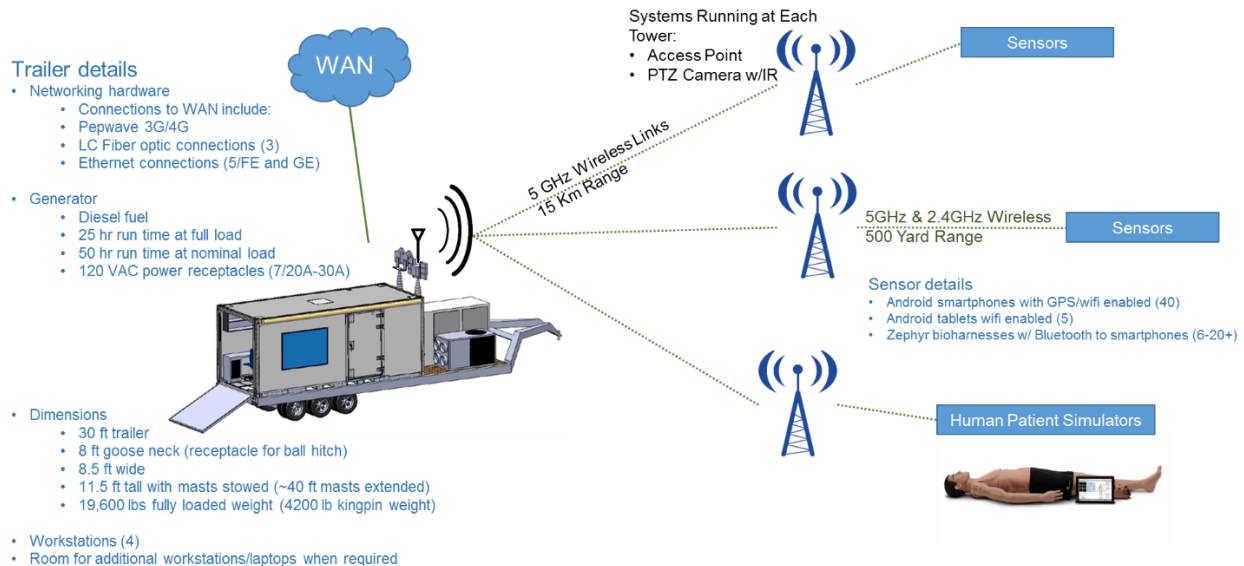 Trailer details
• Networking hardware
• Connections to WAN include:
• Pepwave 3G/4G
• LC Fiber optic connections (3)
• Ethernet connections (5/FE and GE)
• Generator
• Diesel fuel
• 25 hr run time at full load
• 50 hr run time at nominal load
• 120 VAC power receptacles (7/20A-30A)
• Dimensions
• 30 ft trailer
• 8 ft goose neck (receptacle for ball hitch)
• 8.5 ft wide
• 11.5 ft tall with masts stowed (~40 ft masts extended)
• 19,600 lbs fully loaded weight (4200 lb kingpin weight)
• Workstations (4)
• Room for additional workstations/laptops when required
WAN
5 GHz Wireless Links
15 Km Range
Systems Running at Each
Tower:
• Access Point
• PTZ Camera w/IR
Sensors
5GHz & 2.4GHz Wireless
500 Yard Range
Sensors
Sensor details
• Android smartphones with GPS/wifi enabled (40)
• Android tablets wifi enabled (5)
• Zephyr bioharnesses w/ Bluetooth to smartphones (6-20+)
Human Patient Simulators